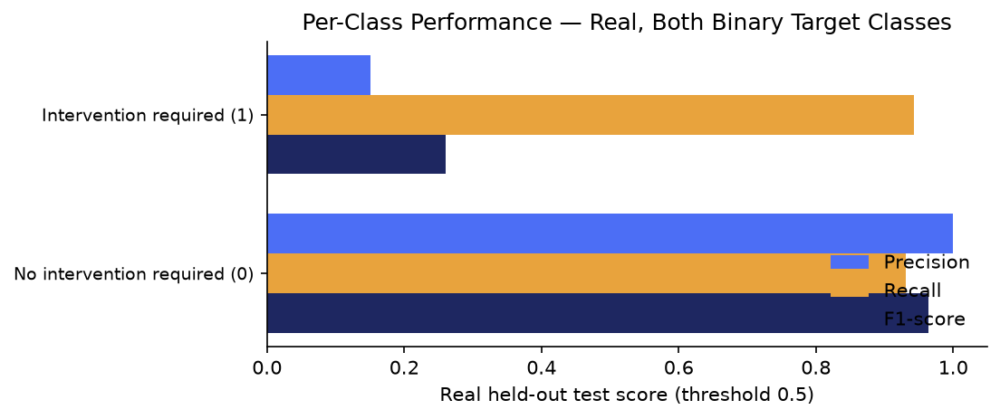 Per-Class Performance — Real, Both Binary Target Classes
Intervention required (1)
No intervention required (0)
Precision
Recall
F1-score
0.0 0.2 0.4 0.6 0.8 1.0
Real held-out test score (threshold 0.5)